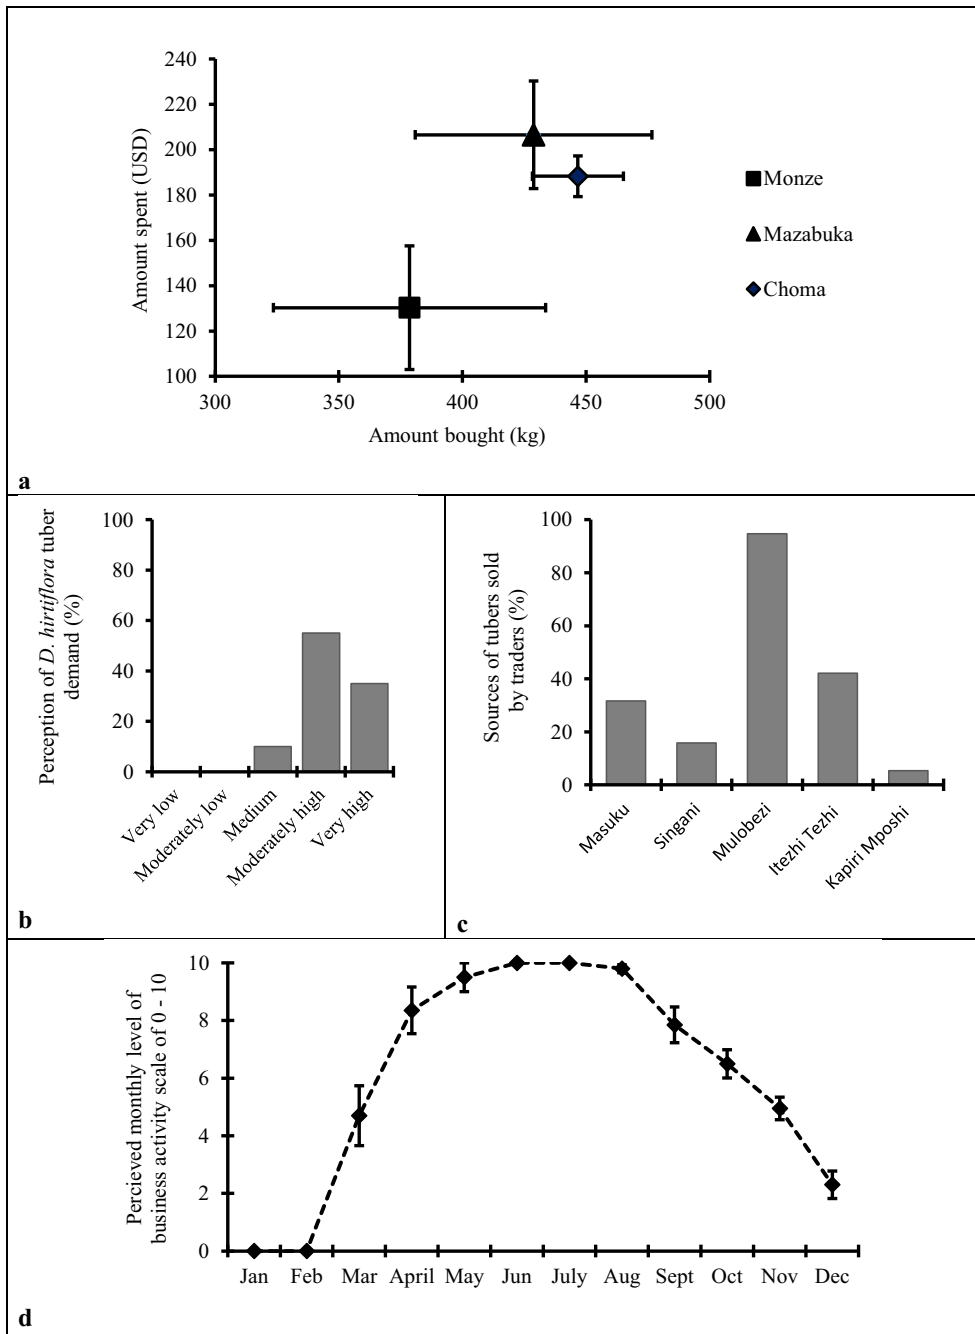 240
220
200
180
160
140
120
100
Amount spent (USD)
300 350 400 450 500
Amount bought (kg)
Monze
Mazabuka
Choma
a
Perception of D. hirtiflora tuber
demand (%)
100
80
60
40
20
0
Very low
Moderately low
Medium
Moderately high
Very high
b
Sources of tubers sold
by traders (%)
100
80
60
40
20
0
Masuku
Singani
Mulobezi
Itezhi Tezhi
Kapiri Mposhi
c
Percieved monthly level of
business activity scale of 0 - 10
10
8
6
4
2
0
Jan Feb Mar April May Jun July Aug Sept Oct Nov Dec
d